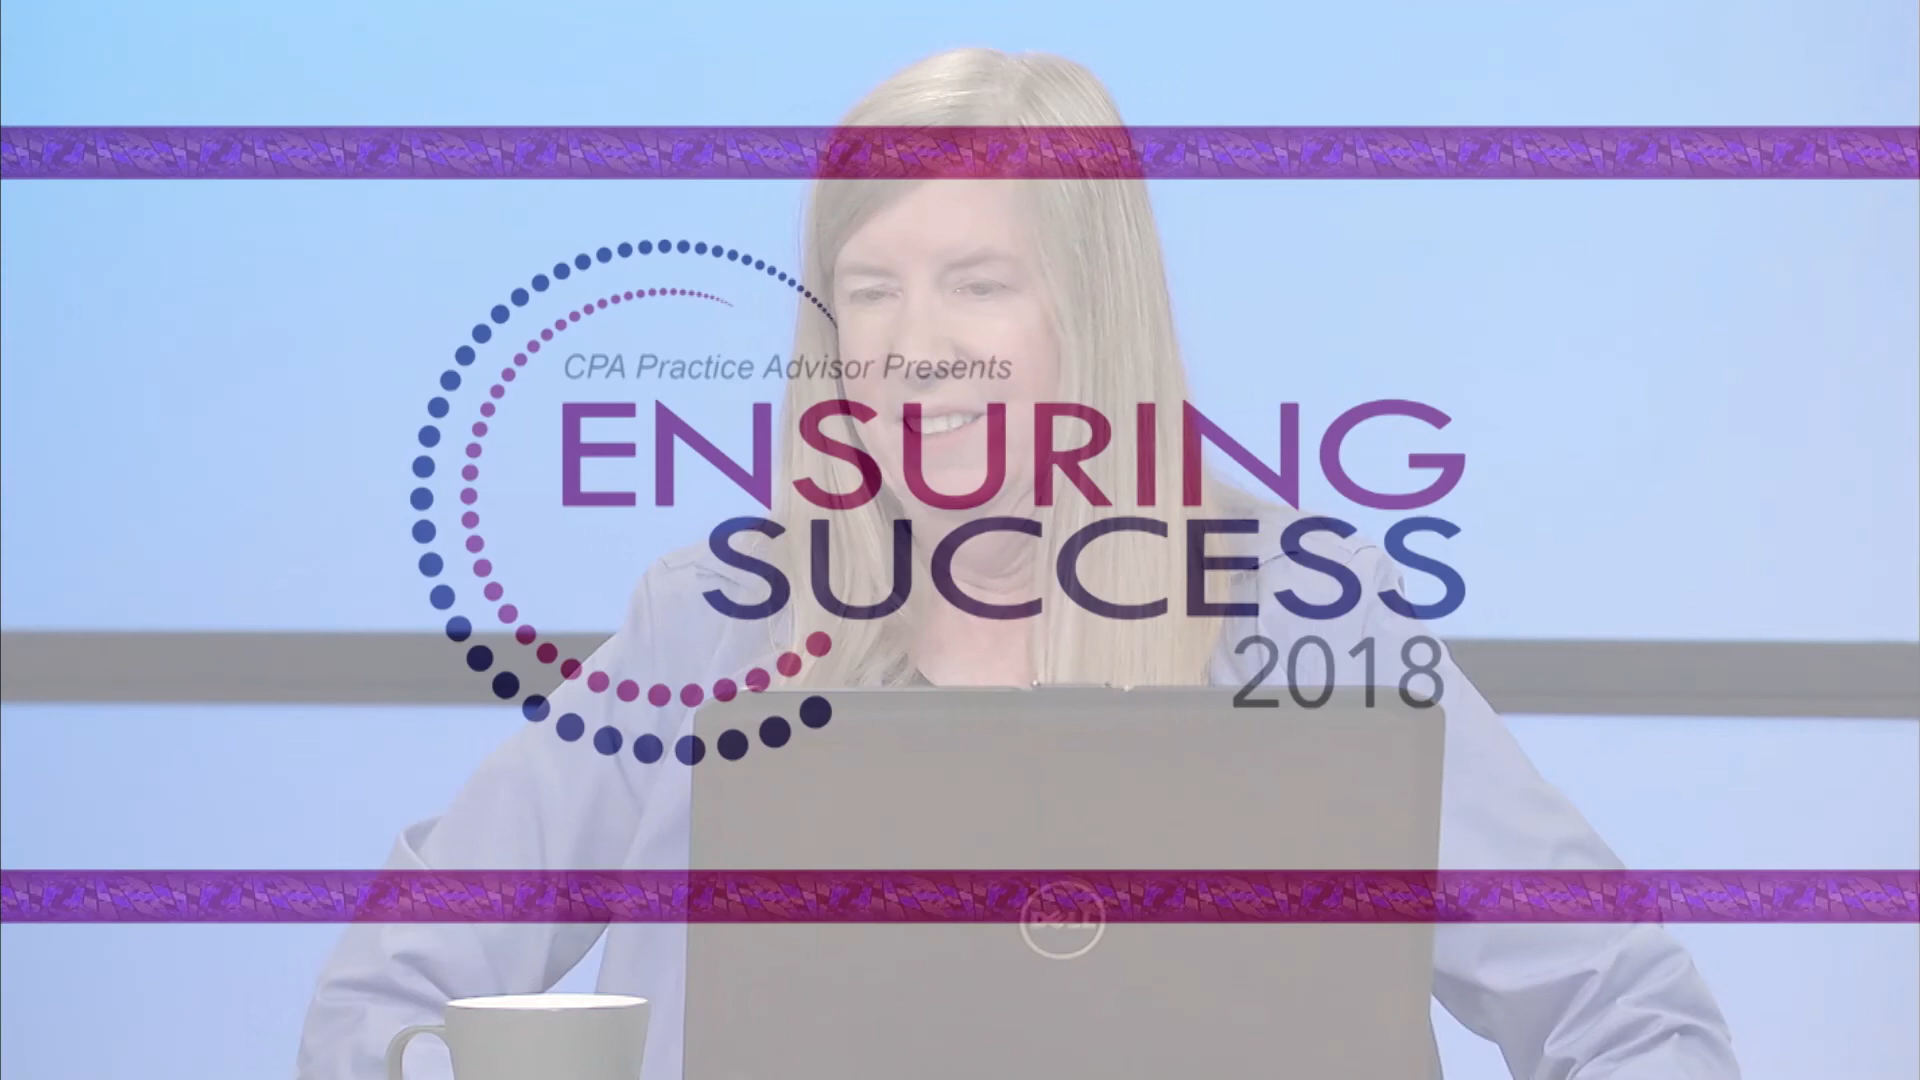 CPA Practice Advisor Presents
ENSURING
SUCCESS
2018
DELL